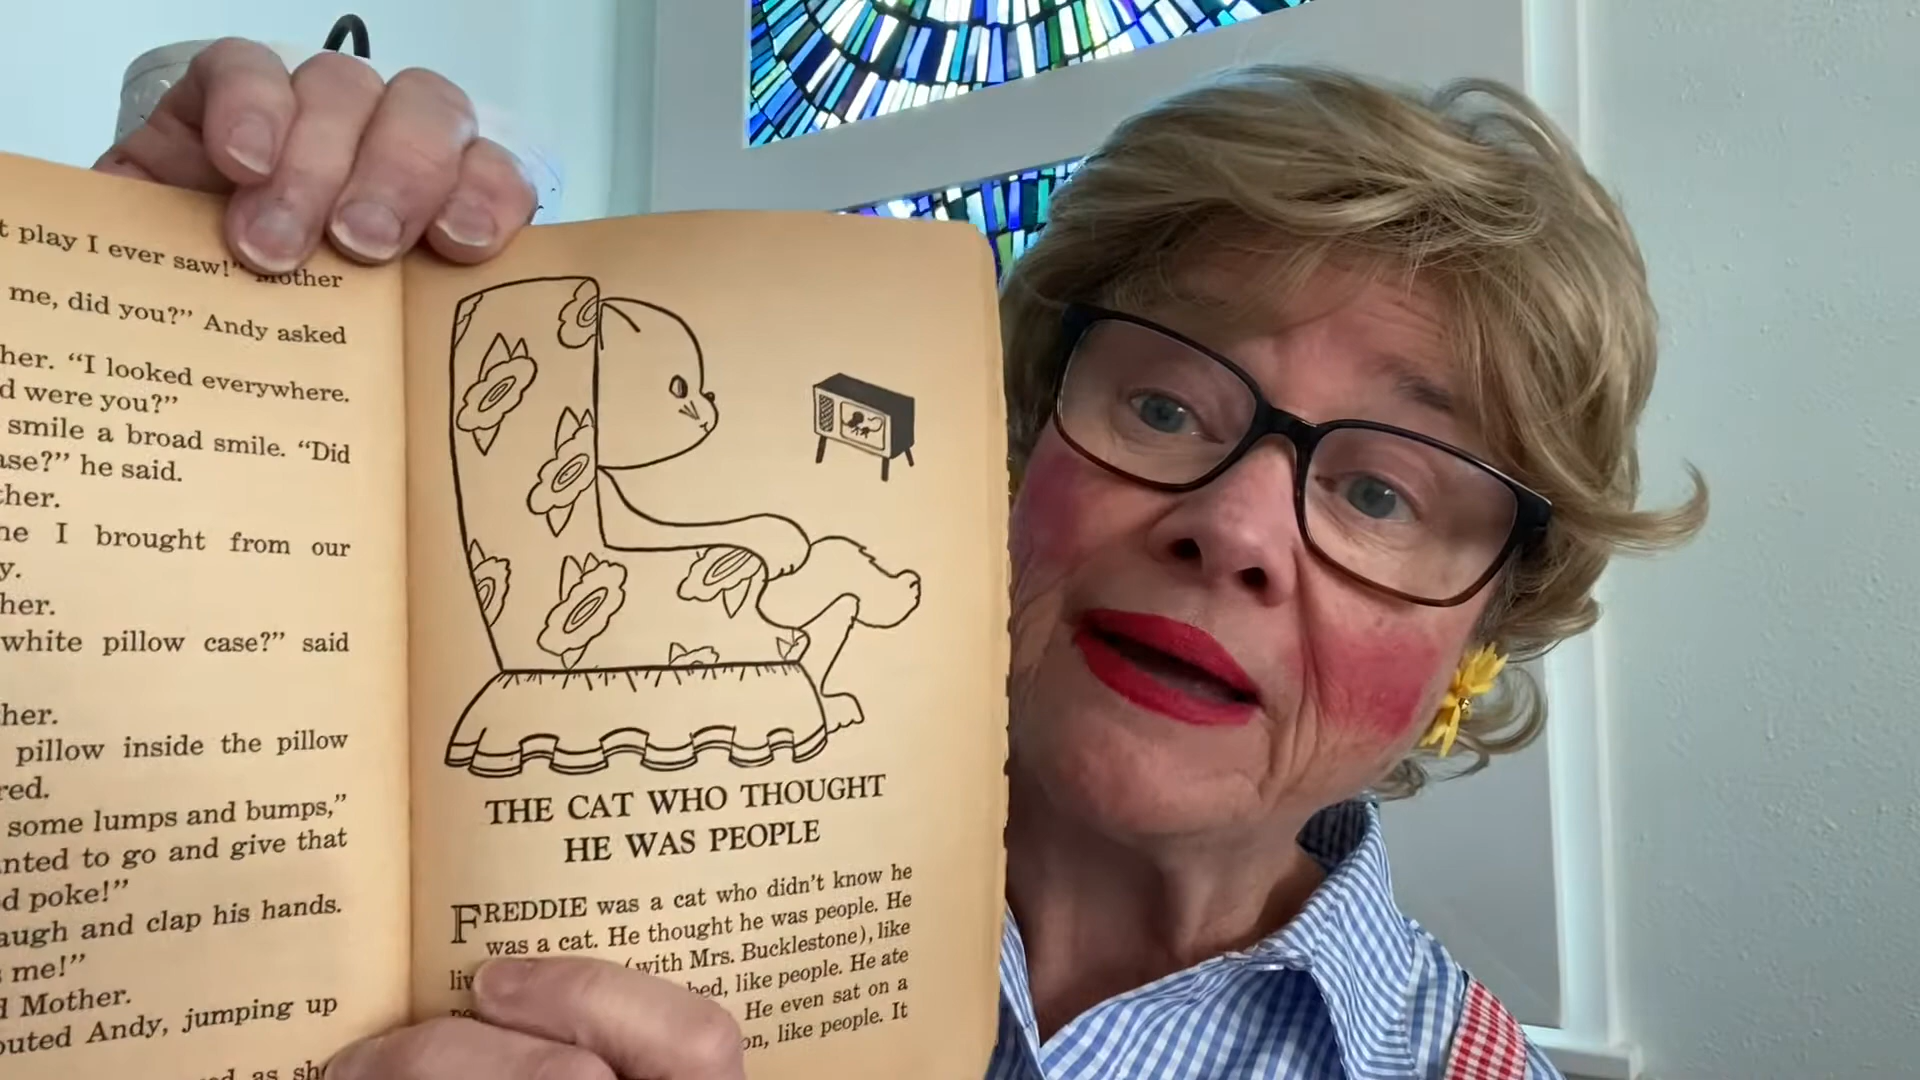 t play I ever saw!" Mother
me, did you?" Andy asked
her. "I looked everywhere.
d were you?"
smile a broad smile. "Did
ase?" he said.
ther.
ne I brought from our
y.
her.
white pillow case?" said
her.
pillow inside the pillow
red.
some lumps and bumps,"
anted to go and give that
d poke!"
augh and clap his hands.
me!"
d Mother.
outed Andy, jumping up
as she
THE CAT WHO THOUGHT
HE WAS PEOPLE
FREDDIE was a cat who didn't know he
was a cat. He thought he was people. He
liv (with Mrs. Bucklestone), like
bed, like people. He ate
He even sat on a
on, like people. It